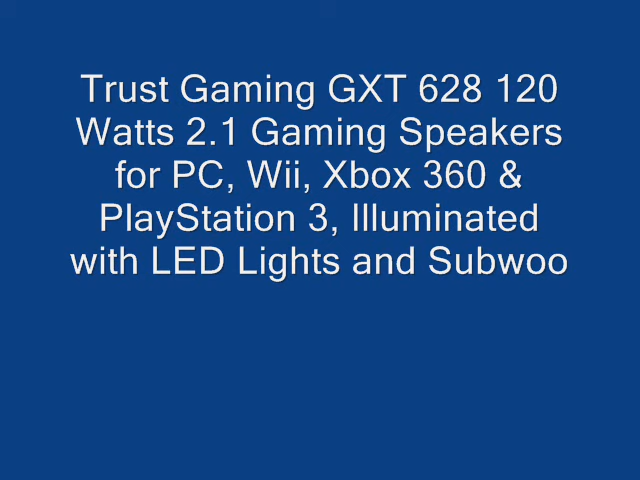 Trust Gaming GXT 628 120
Watts 2.1 Gaming Speakers
for PC, Wii, Xbox 360 &
PlayStation 3, Illuminated
with LED Lights and Subwoo